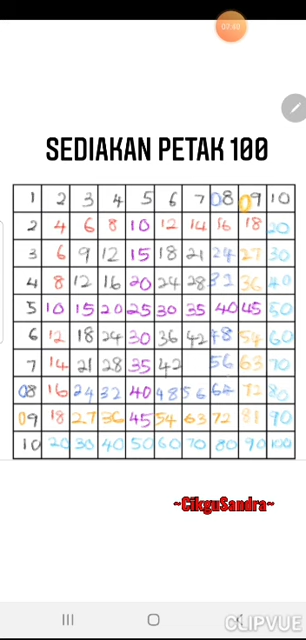 07:40
SEDIAKAN PETAK 100
1 2 3 4 5 6 7 08 09 10
2 4 6 8 10 12 14 16 18 20
3 6 9 12 15 18 21 24 27 30
4 8 12 16 20 24 28 32 36 40
5 10 15 20 25 30 35 40 45 50
6 12 18 24 30 36 42 48 54 60
7 14 21 28 35 42 56 63 70
08 16 24 32 40 48 56 64 72 80
09 18 27 36 45 54 63 72 81 90
10 20 30 40 50 60 70 80 90 100
~CikguSandra~
CLIPVUE